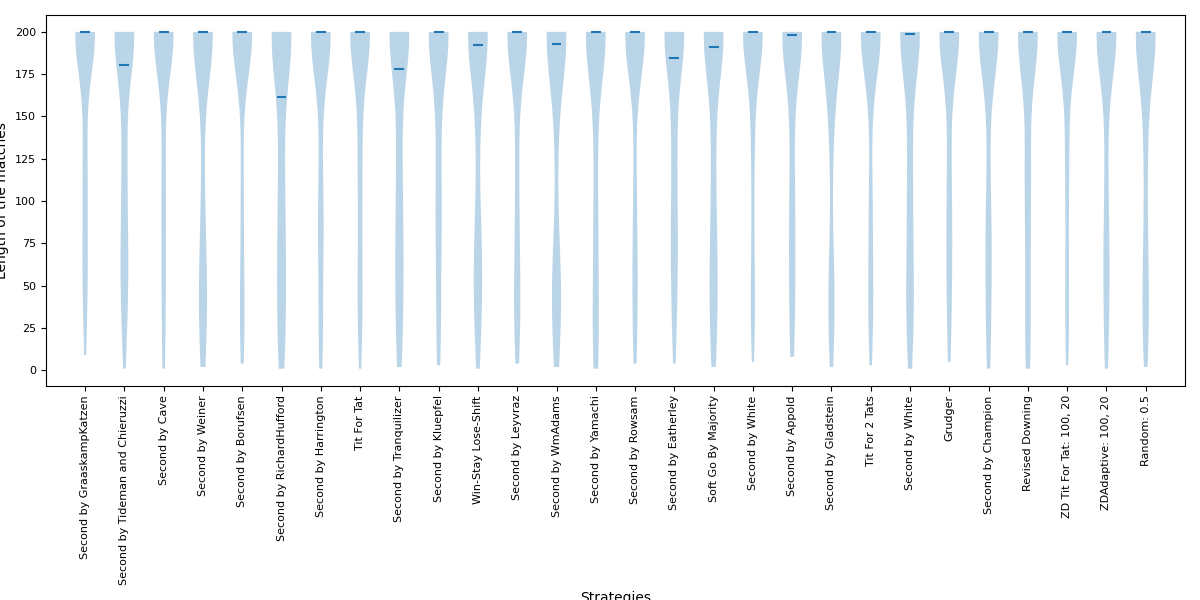 200
175
150
125
100
75
50
25
0
Length of the matches
Second by GraaskampKatzen
Second by Tideman and Chieruzzi
Second by Cave
Second by Weiner
Second by Borufsen
Second by RichardHufford
Second by Harrington
Tit For Tat
Second by Tranquilizer
Second by Kluepfel
Win-Stay Lose-Shift
Second by Leyvraz
Second by WmAdams
Second by Yamachi
Second by Rowsam
Second by Eatherley
Soft Go By Majority
Second by White
Second by Appold
Second by Gladstein
Tit For 2 Tats
Second by White
Grudger
Second by Champion
Revised Downing
ZD Tit For Tat: 100, 20
ZDAdaptive: 100, 20
Random: 0.5
Strategies